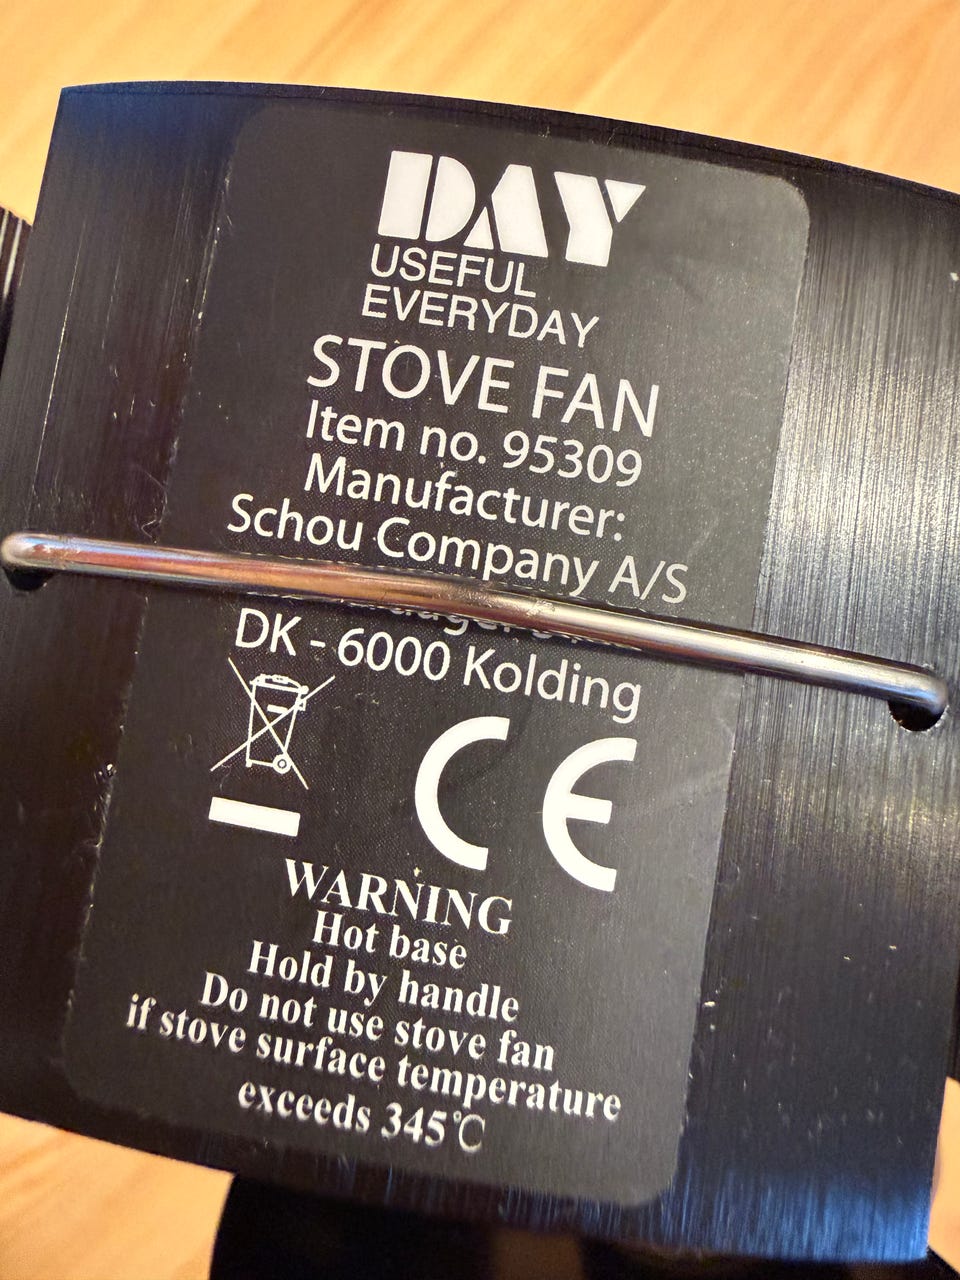 DAY
USEFUL
EVERYDAY
STOVE FAN
Item no. 95309
Manufacturer:
Schou Company A/S
DK - 6000 Kolding
CE
WARNING
Hot base
Hold by handle
Do not use stove fan
if stove surface temperature
exceeds 345℃